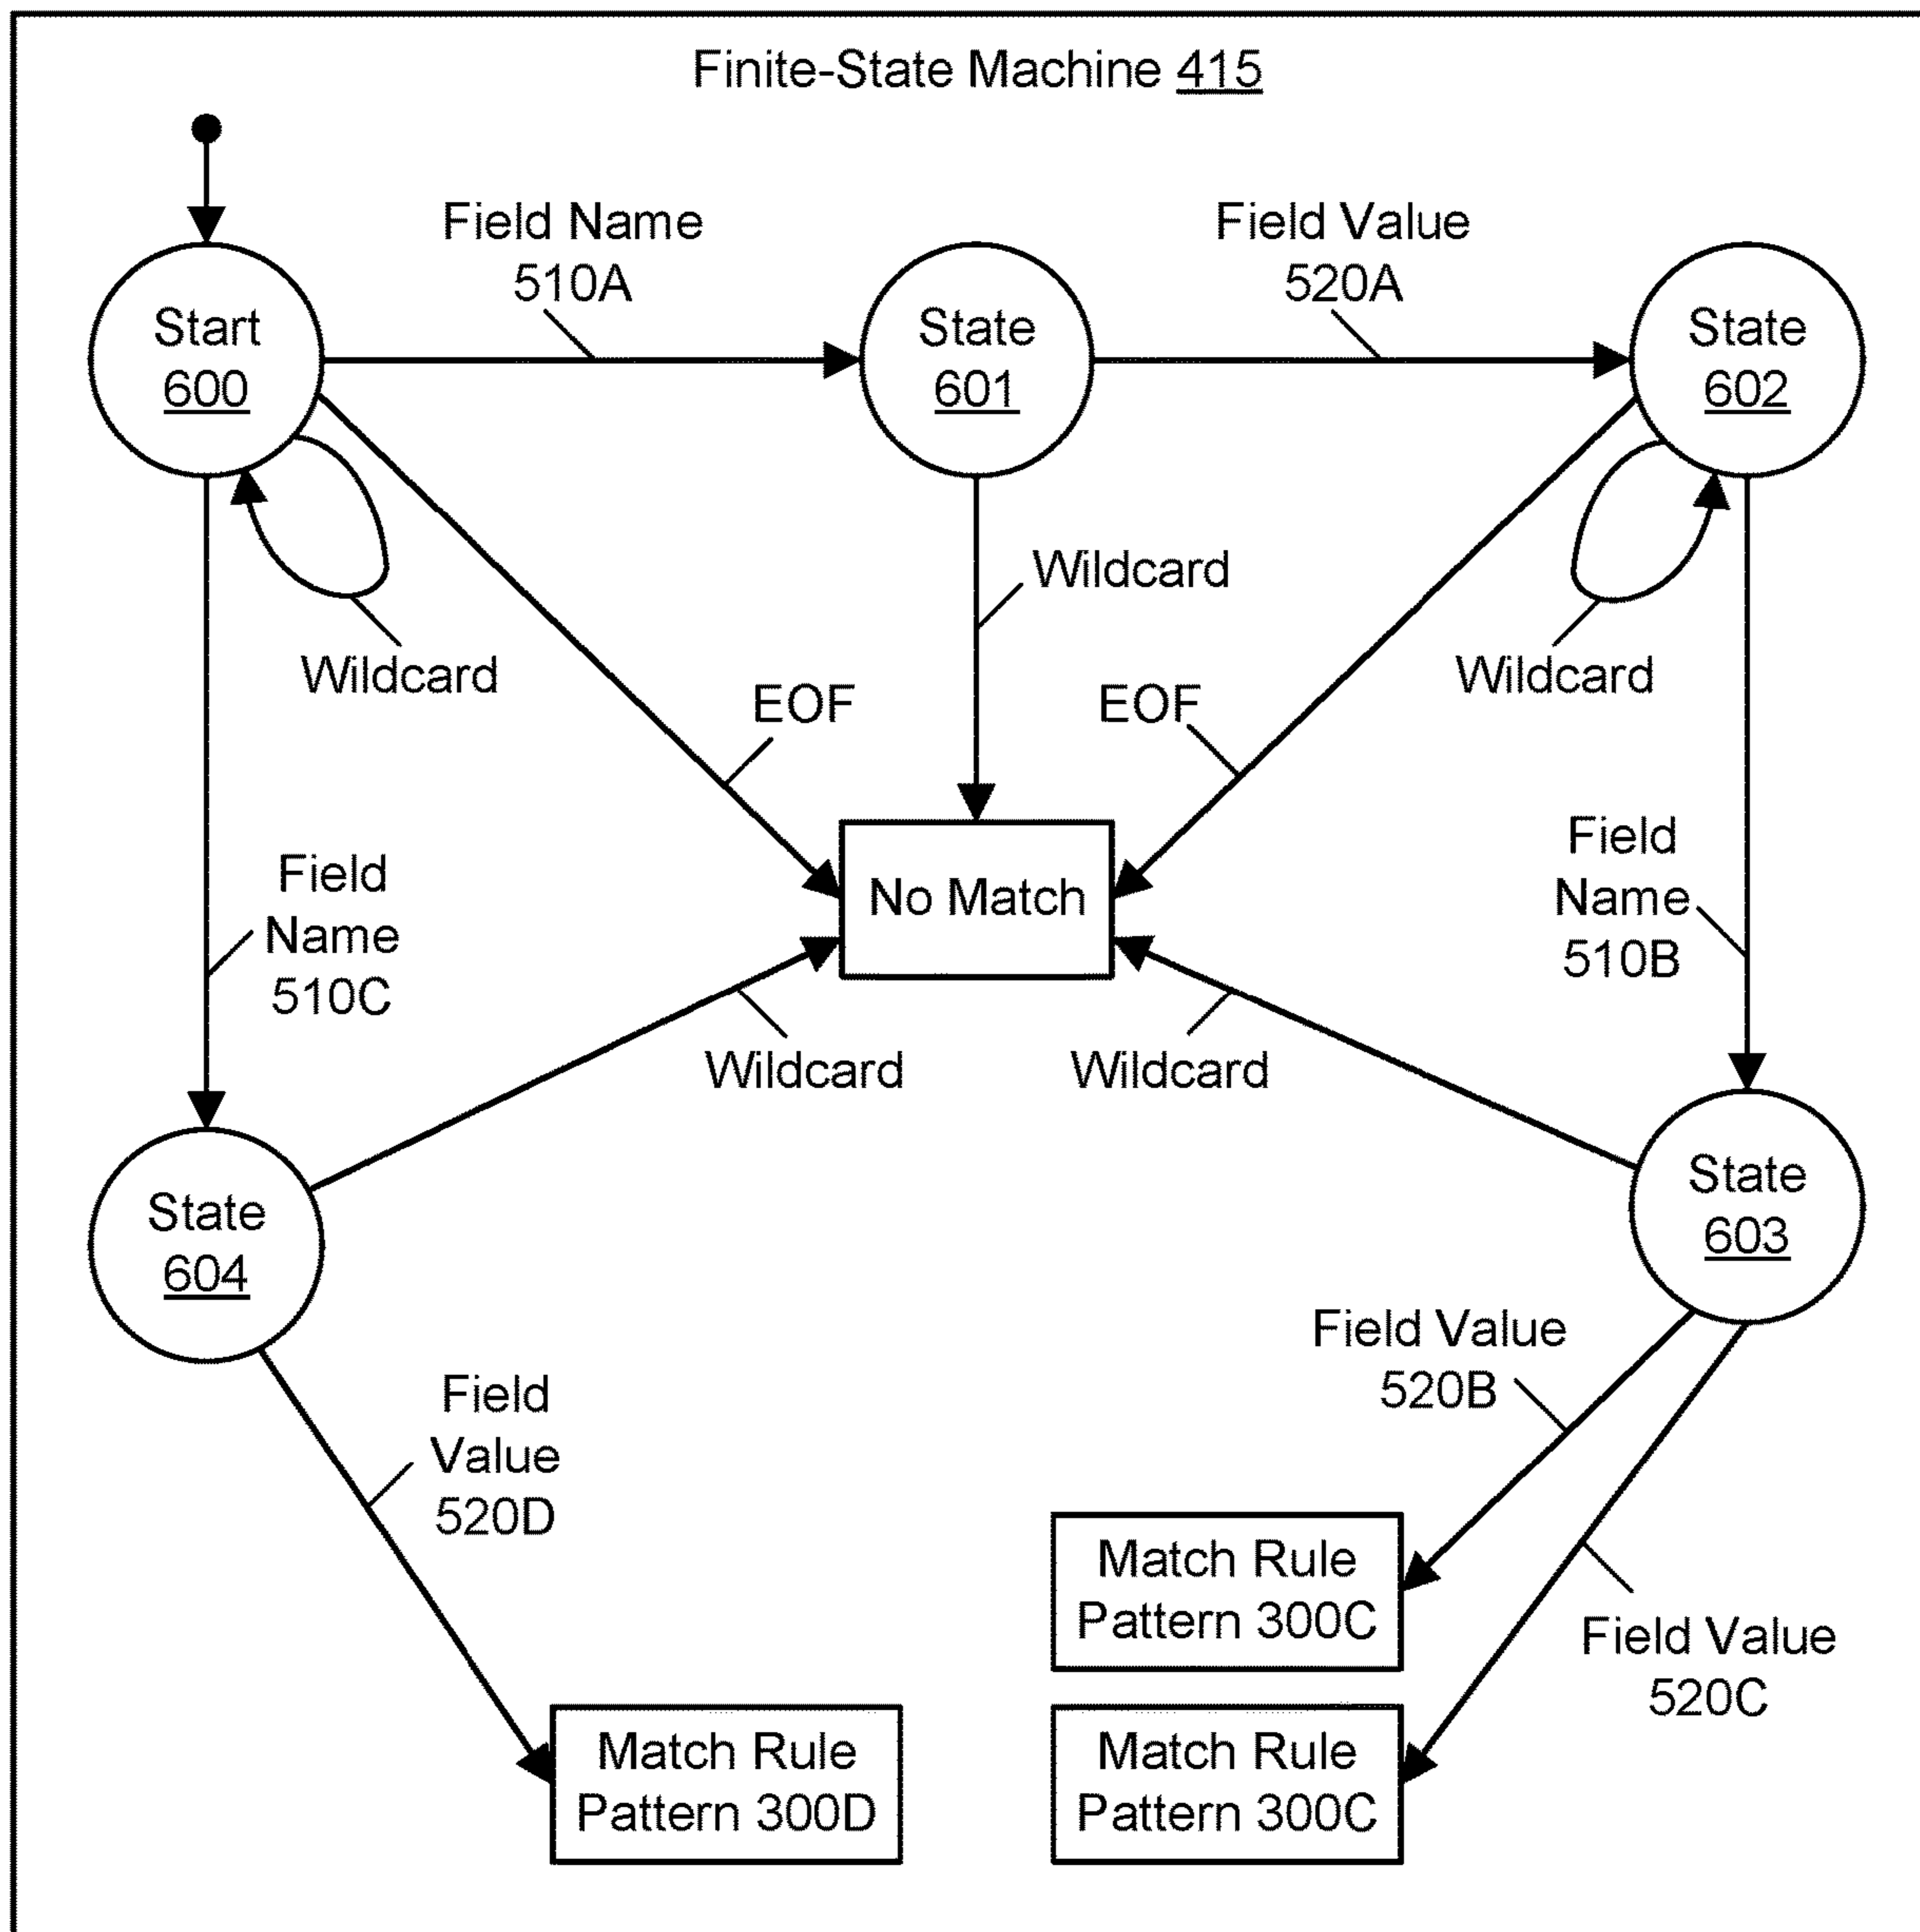 Finite-State Machine 415
Field Name
510A
Field Value
520A
Start
600
State
601
State
602
Wildcard
Wildcard
Wildcard
EOF
EOF
Field
Name
510C
No Match
Field
Name
510B
Wildcard
Wildcard
State
604
State
603
Field
Value
520D
Field Value
520B
Match Rule
Pattern 300C
Field Value
520C
Match Rule
Pattern 300D
Match Rule
Pattern 300C